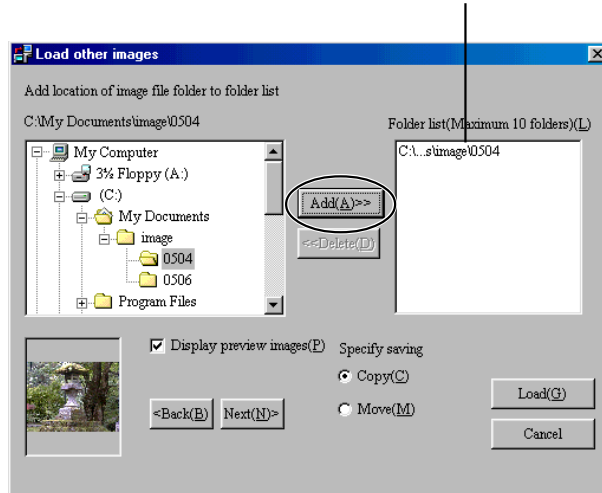 Load other images
Add location of image file folder to folder list
C:\My Documents\image\0504
Folder list(Maximum 10 folders)(L)
My Computer
3½ Floppy (A:)
(C:)
My Documents
image
0504
0506
Program Files
Add(A)>>
<<Delete(D)
C:\...s\image\0504
Display preview images(P)
<Back(B)
Next(N)>
Specify saving
Copy(C)
Move(M)
Load(G)
Cancel